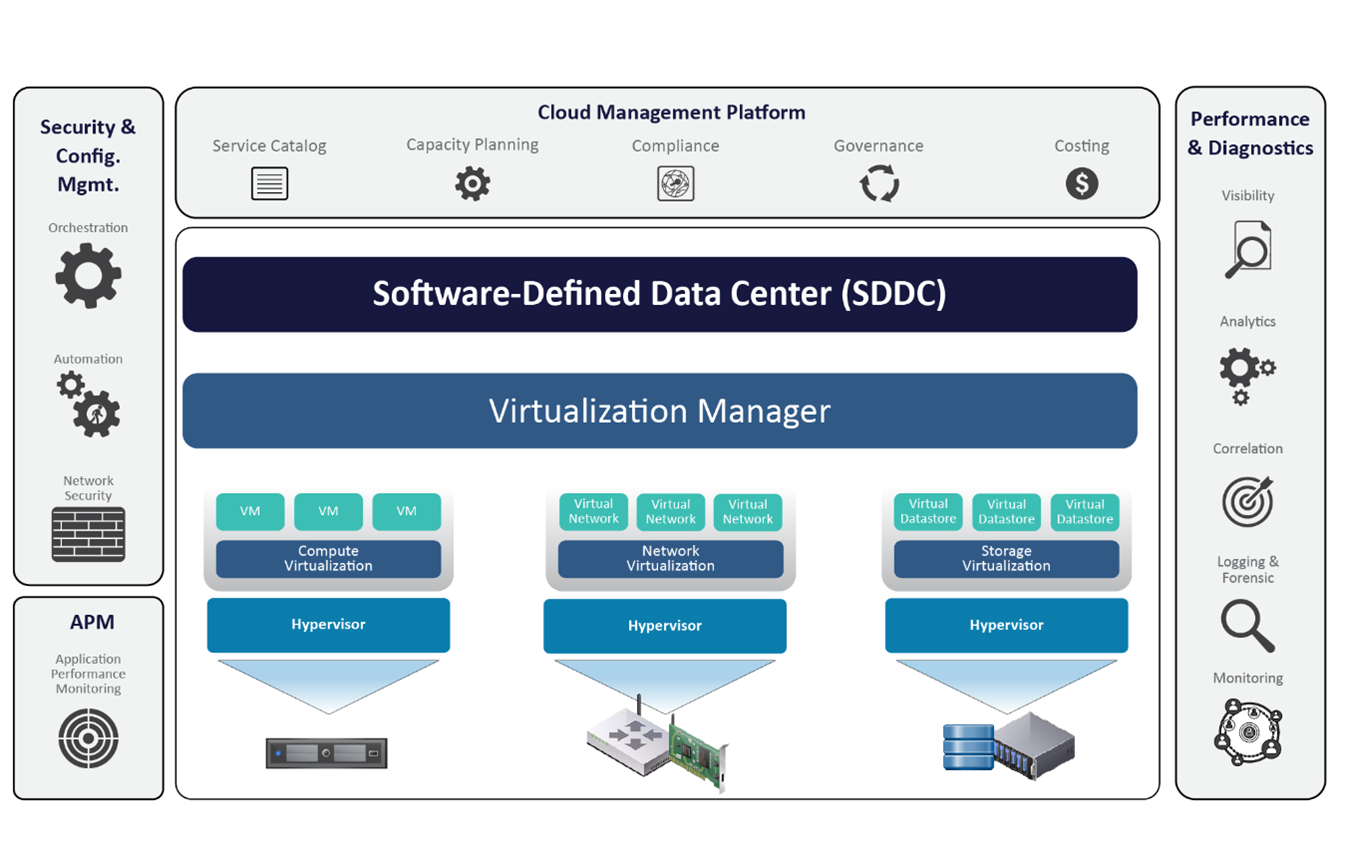 Security &
Config.
Mgmt.
Orchestration
Automation
Network
Security
APM
Application
Performance
Monitoring
Cloud Management Platform
Service Catalog
Capacity Planning
Compliance
Governance
Costing
$
Software-Defined Data Center (SDDC)
Virtualization Manager
VM
VM
VM
Compute
Virtualization
Hypervisor
Virtual
Network
Virtual
Network
Virtual
Network
Network
Virtualization
Hypervisor
Virtual
Datastore
Virtual
Datastore
Virtual
Datastore
Storage
Virtualization
Hypervisor
Performance
& Diagnostics
Visibility
Analytics
Correlation
Logging &
Forensic
Monitoring